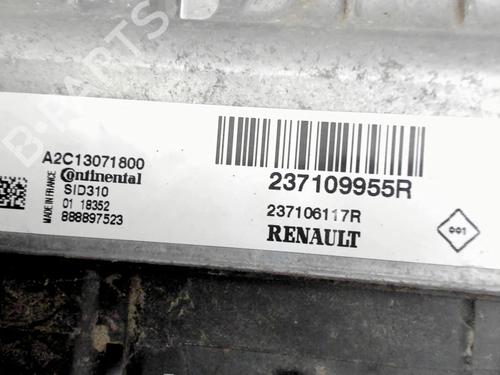 B-PARTS
A2C13071800
Continental
SID310
01 18352
888897523
MADE IN FRANCE
237109955R
237106117R
RENAULT
001